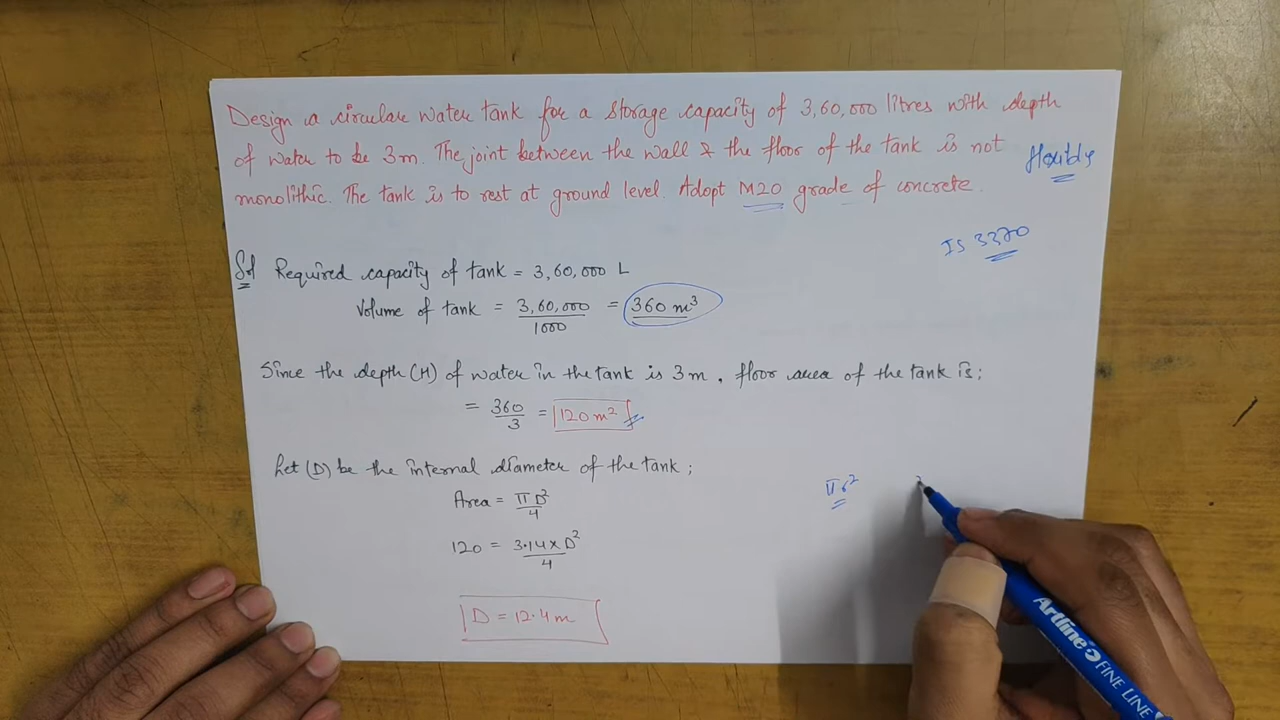 Design a circular water tank for a storage capacity of 3,60,000 litres with depth
of water to be 3m. The joint between the wall & the floor of the tank is not
flexible
monolithic. The tank is to rest at ground level. Adopt M20 grade of concrete.
IS 3370
Sol Required capacity of tank = 3,60,000 L
Volume of tank = 3,60,000 / 1000 = 360 m³
Since the depth (H) of water in the tank is 3m, floor area of the tank is;
= 360 / 3 = 120 m²
Let (D) be the internal diameter of the tank;
Area = πD² / 4
πr²
120 = 3.14 x D² / 4
D = 12.4m
Artline FINE LINE